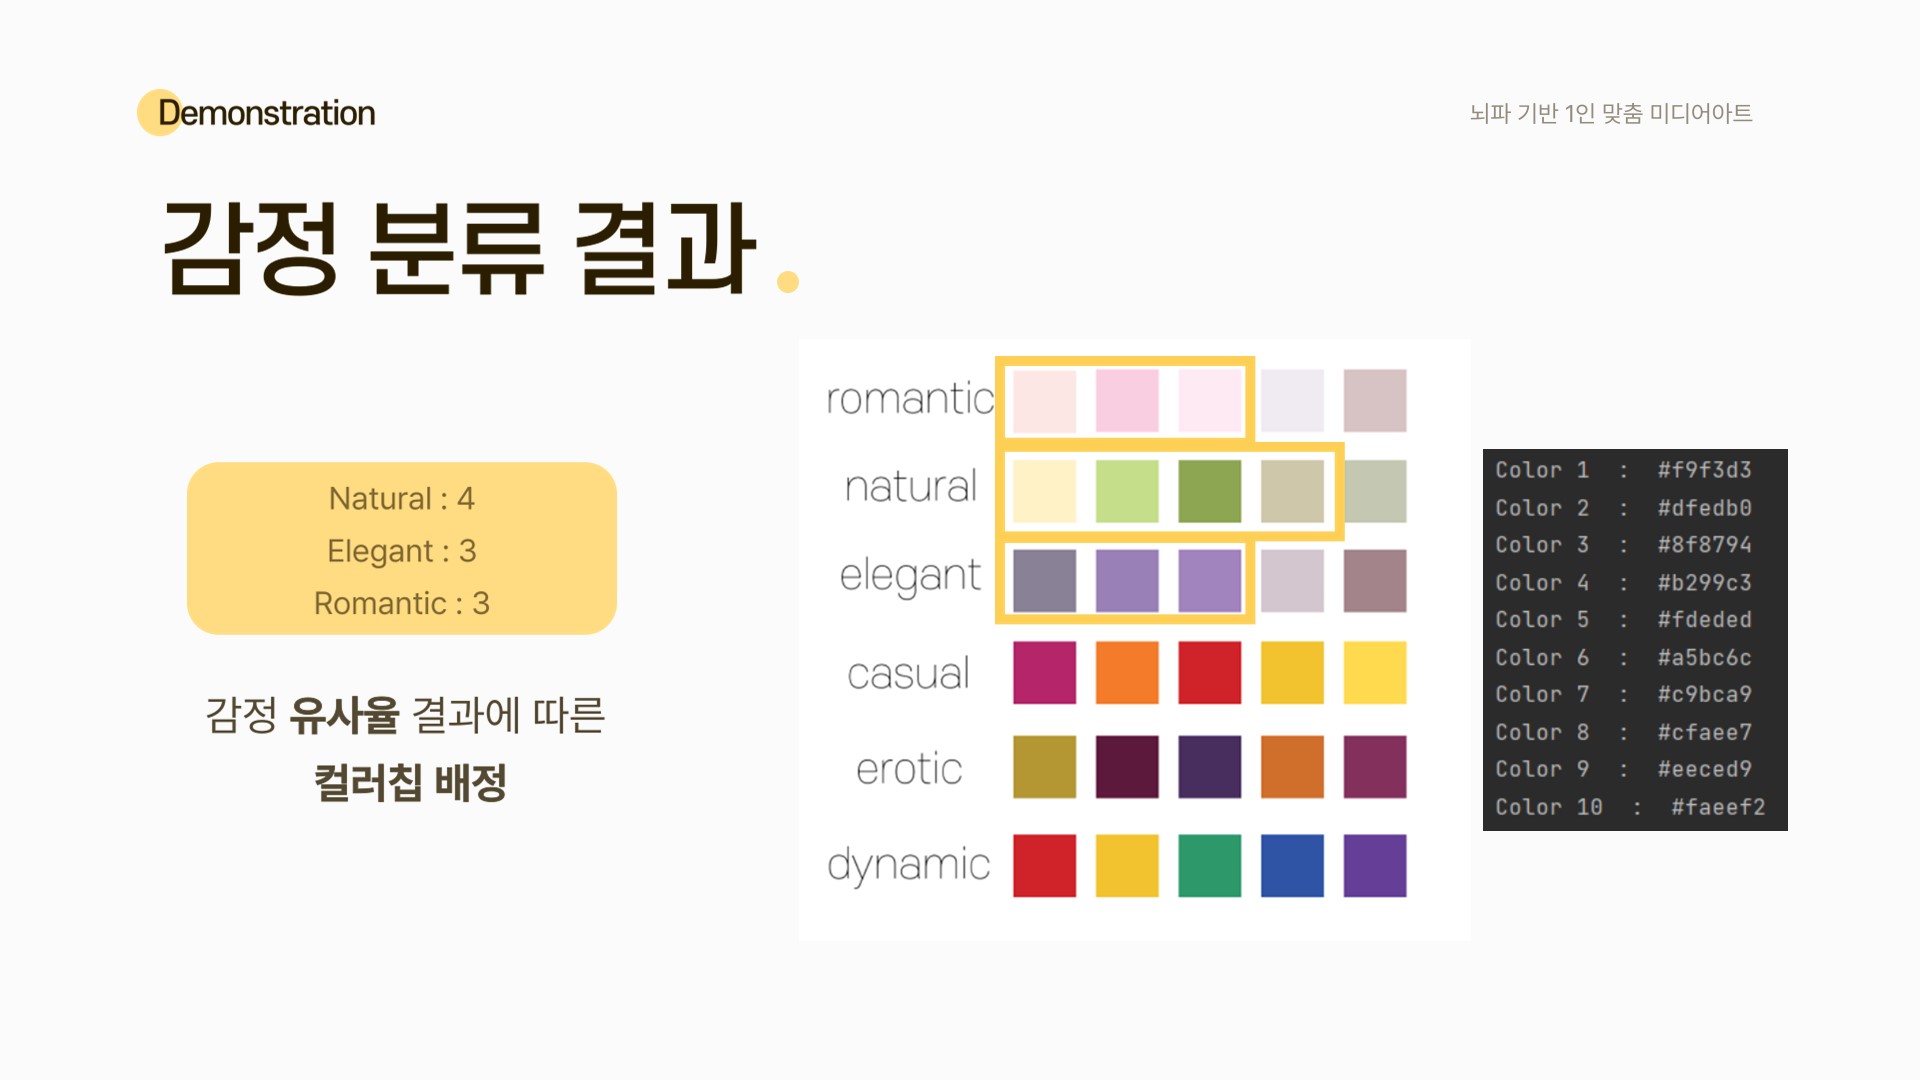 Demonstration
뇌파 기반 1인 맞춤 미디어아트
감정 분류 결과.
Natural : 4
Elegant : 3
Romantic : 3
감정 유사율 결과에 따른
컬러칩 배정
romantic
natural
elegant
casual
erotic
dynamic
Color 1 : #f9f3d3
Color 2 : #dfedb0
Color 3 : #8f8794
Color 4 : #b299c3
Color 5 : #fdeded
Color 6 : #a5bc6c
Color 7 : #c9bca9
Color 8 : #cfaee7
Color 9 : #eeced9
Color 10 : #faeef2